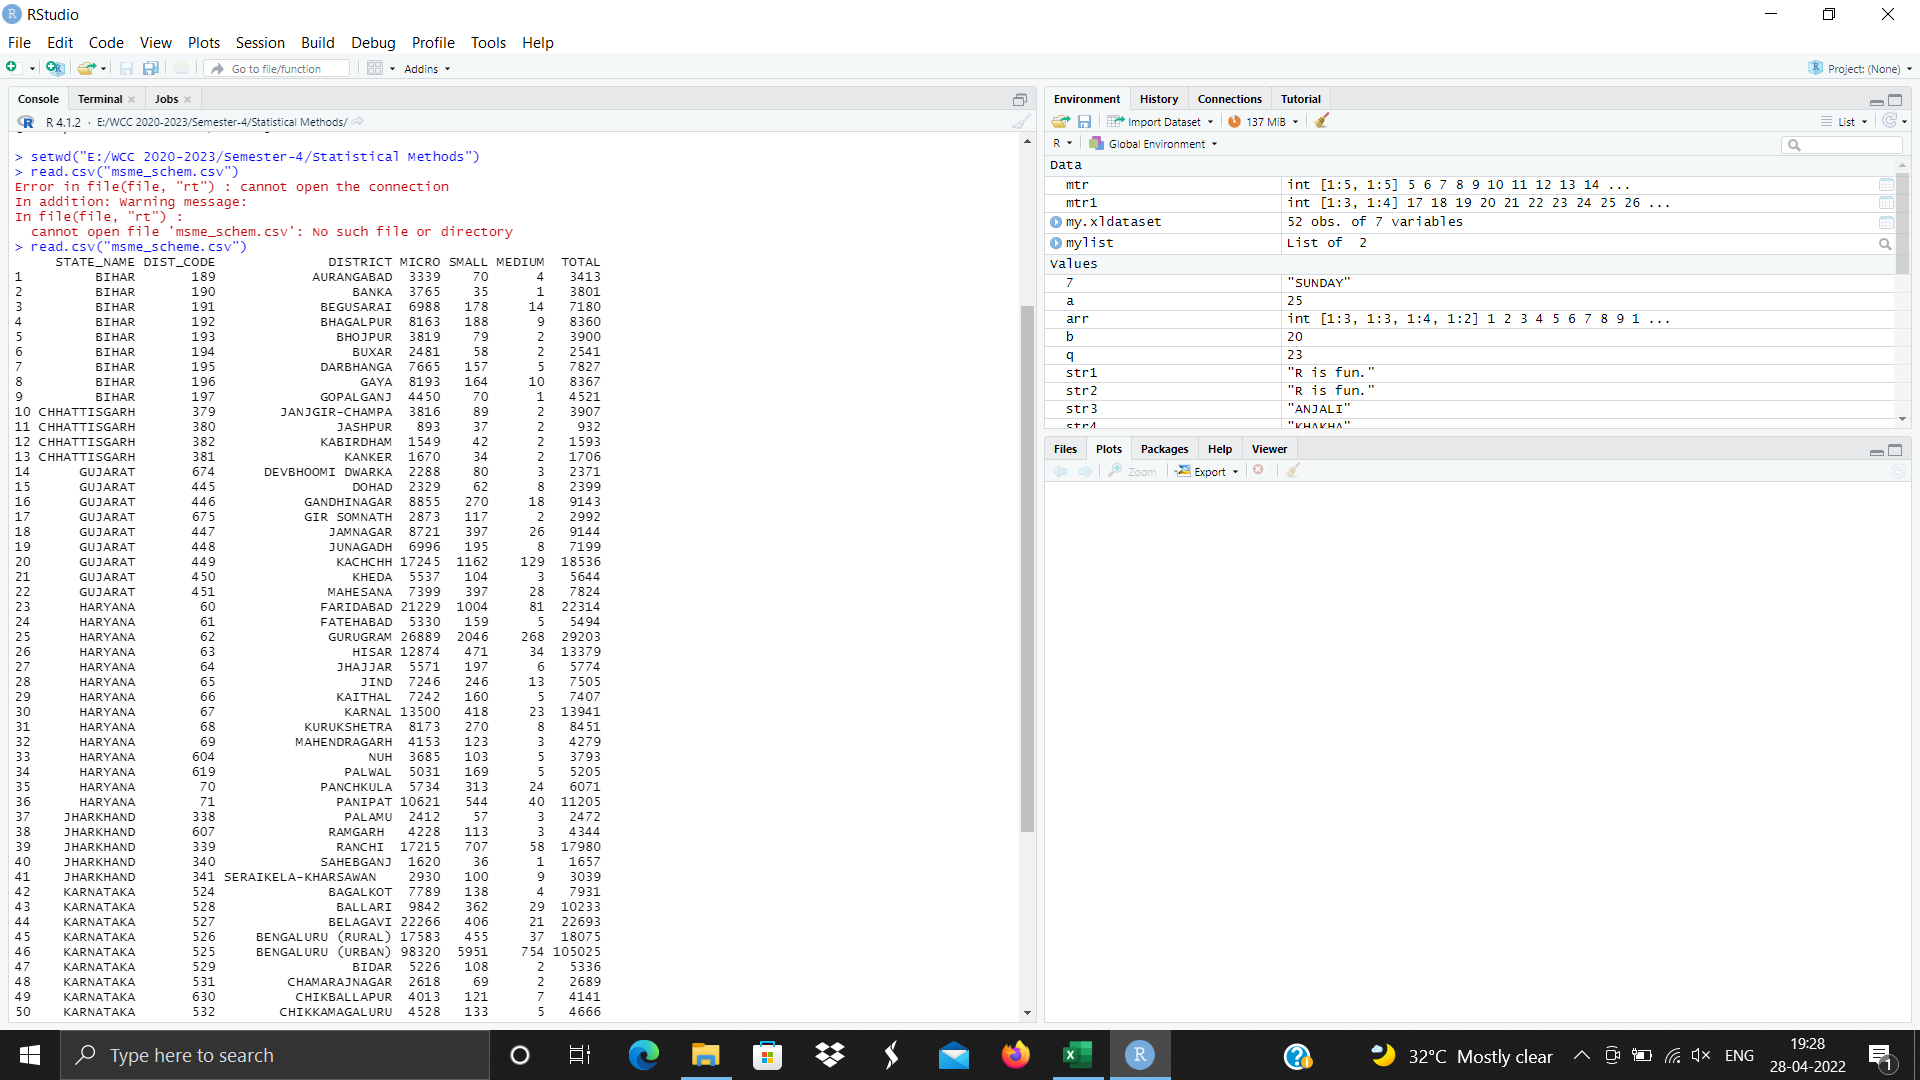 RStudio
File Edit Code View Plots Session Build Debug Profile Tools Help
Go to file/function Addins Project: (None)
Console Terminal Jobs
R 4.1.2 · E:/WCC 2020-2023/Semester-4/Statistical Methods/
> setwd("E:/WCC 2020-2023/Semester-4/Statistical Methods")
> read.csv("msme_schem.csv")
Error in file(file, "rt") : cannot open the connection
In addition: Warning message:
In file(file, "rt") :
cannot open file 'msme_schem.csv': No such file or directory
> read.csv("msme_scheme.csv")
STATE_NAME DIST_CODE DISTRICT MICRO SMALL MEDIUM TOTAL
1 BIHAR 189 AURANGABAD 3339 70 4 3413
2 BIHAR 190 BANKA 3765 35 1 3801
3 BIHAR 191 BEGUSARAI 6988 178 14 7180
4 BIHAR 192 BHAGALPUR 8163 188 9 8360
5 BIHAR 193 BHOJPUR 3819 79 2 3900
6 BIHAR 194 BUXAR 2481 58 2 2541
7 BIHAR 195 DARBHANGA 7665 157 5 7827
8 BIHAR 196 GAYA 8193 164 10 8367
9 BIHAR 197 GOPALGANJ 4450 70 1 4521
10 CHHATTISGARH 379 JANJGIR-CHAMPA 3816 89 2 3907
11 CHHATTISGARH 380 JASHPUR 893 37 2 932
12 CHHATTISGARH 382 KABIRDHAM 1549 42 2 1593
13 CHHATTISGARH 381 KANKER 1670 34 2 1706
14 GUJARAT 674 DEVBHOOMI DWARKA 2288 80 3 2371
15 GUJARAT 445 DOHAD 2329 62 8 2399
16 GUJARAT 446 GANDHINAGAR 8855 270 18 9143
17 GUJARAT 675 GIR SOMNATH 2873 117 2 2992
18 GUJARAT 447 JAMNAGAR 8721 397 26 9144
19 GUJARAT 448 JUNAGADH 6996 195 8 7199
20 GUJARAT 449 KACHCHH 17245 1162 129 18536
21 GUJARAT 450 KHEDA 5537 104 3 5644
22 GUJARAT 451 MAHESANA 7399 397 28 7824
23 HARYANA 60 FARIDABAD 21229 1004 81 22314
24 HARYANA 61 FATEHABAD 5330 159 5 5494
25 HARYANA 62 GURUGRAM 26889 2046 268 29203
26 HARYANA 63 HISAR 12874 471 34 13379
27 HARYANA 64 JHAJJAR 5571 197 6 5774
28 HARYANA 65 JIND 7246 246 13 7505
29 HARYANA 66 KAITHAL 7242 160 5 7407
30 HARYANA 67 KARNAL 13500 418 23 13941
31 HARYANA 68 KURUKSHETRA 8173 270 8 8451
32 HARYANA 69 MAHENDRAGARH 4153 123 3 4279
33 HARYANA 604 NUH 3685 103 5 3793
34 HARYANA 619 PALWAL 5031 169 5 5205
35 HARYANA 70 PANCHKULA 5734 313 24 6071
36 HARYANA 71 PANIPAT 10621 544 40 11205
37 JHARKHAND 338 PALAMU 2412 57 3 2472
38 JHARKHAND 607 RAMGARH 4228 113 3 4344
39 JHARKHAND 339 RANCHI 17215 707 58 17980
40 JHARKHAND 340 SAHEBGANJ 1620 36 1 1657
41 JHARKHAND 341 SERAIKELA-KHARSAWAN 2930 100 9 3039
42 KARNATAKA 524 BAGALKOT 7789 138 4 7931
43 KARNATAKA 528 BALLARI 9842 362 29 10233
44 KARNATAKA 527 BELAGAVI 22266 406 21 22693
45 KARNATAKA 526 BENGALURU (RURAL) 17583 455 37 18075
46 KARNATAKA 525 BENGALURU (URBAN) 98320 5951 754 105025
47 KARNATAKA 529 BIDAR 5226 108 2 5336
48 KARNATAKA 531 CHAMARAJNAGAR 2618 69 2 2689
49 KARNATAKA 630 CHIKBALLAPUR 4013 121 7 4141
50 KARNATAKA 532 CHIKKAMAGALURU 4528 133 5 4666
Environment History Connections Tutorial
Import Dataset 137 MiB List
R Global Environment
Data
mtr int [1:5, 1:5] 5 6 7 8 9 10 11 12 13 14 ...
mtr1 int [1:3, 1:4] 17 18 19 20 21 22 23 24 25 26 ...
my.xldataset 52 obs. of 7 variables
mylist List of 2
Values
7 "SUNDAY"
a 25
arr int [1:3, 1:3, 1:4, 1:2] 1 2 3 4 5 6 7 8 9 1 ...
b 20
q 23
str1 "R is fun."
str2 "R is fun."
str3 "ANJALI"
str4 "KHAKHA"
Files Plots Packages Help Viewer
Zoom Export
Type here to search
32°C Mostly clear ENG 19:28
28-04-2022
1